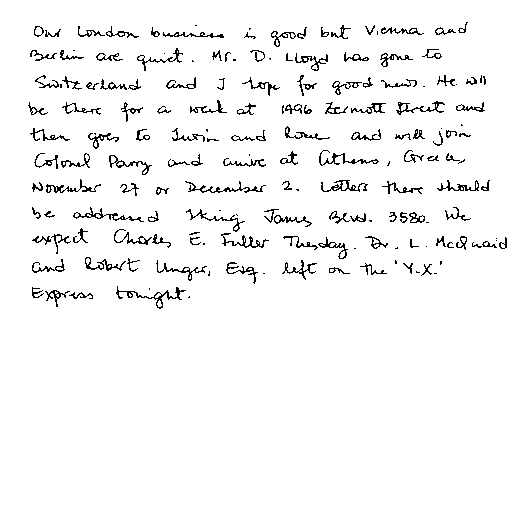 Our London business is good but Vienna and
Berlin are quiet. Mr. D. Lloyd has gone to
Switzerland and I hope for good news. He will
be there for a week at 1496 Zermott Street and
then goes to Turin and Rome and will join
Colonel Parry and arrive at Athens, Greece,
November 27 or December 2. Letters there should
be addressed King James Blvd. 3580. We
expect Charles E. Fuller Tuesday. Dr. L. McQuaid
and Robert Unger, Esq. left on the 'Y.X.'
Express tonight.